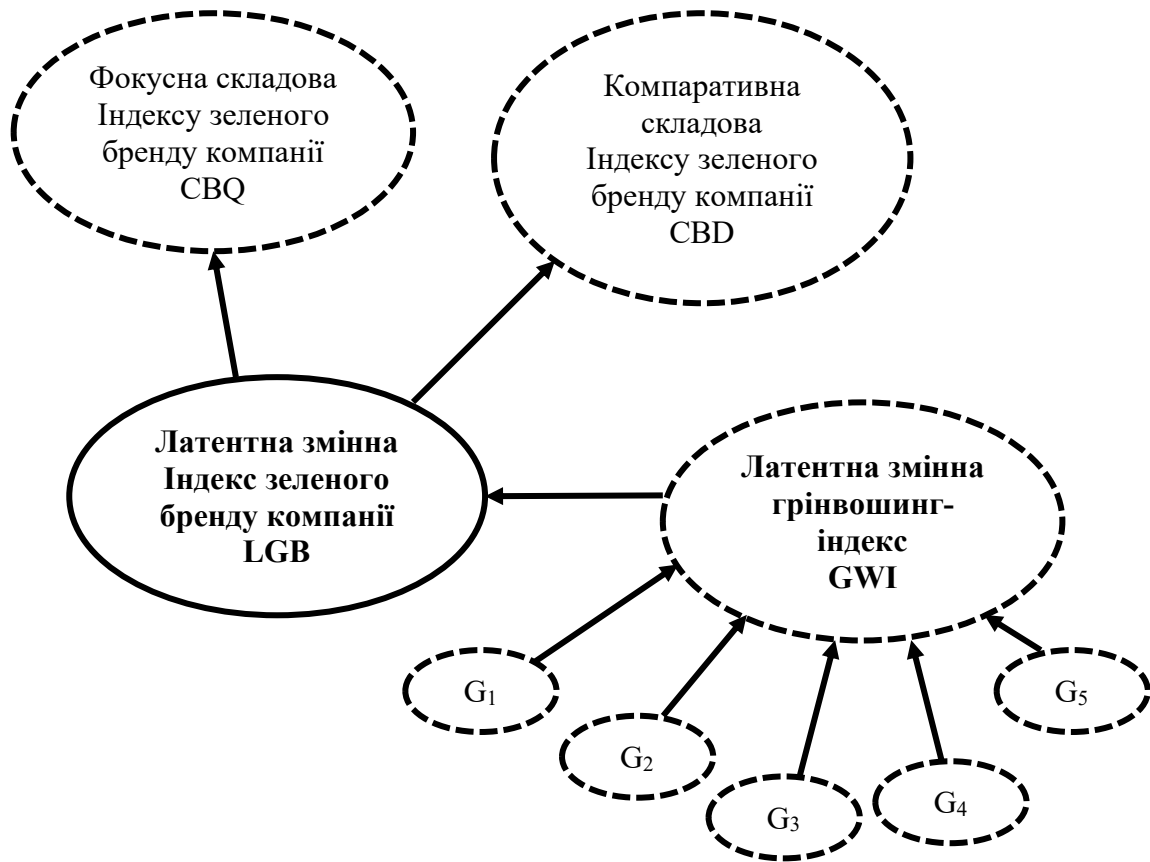 Фокусна складова
Індексу зеленого
бренду компанії
CBQ
Компаративна
складова
Індексу зеленого
бренду компанії
CBD
Латентна змінна
Індекс зеленого
бренду компанії
LGB
Латентна змінна
грінвошинг-
індекс
GWI
G₁
G₂
G₃
G₄
G₅